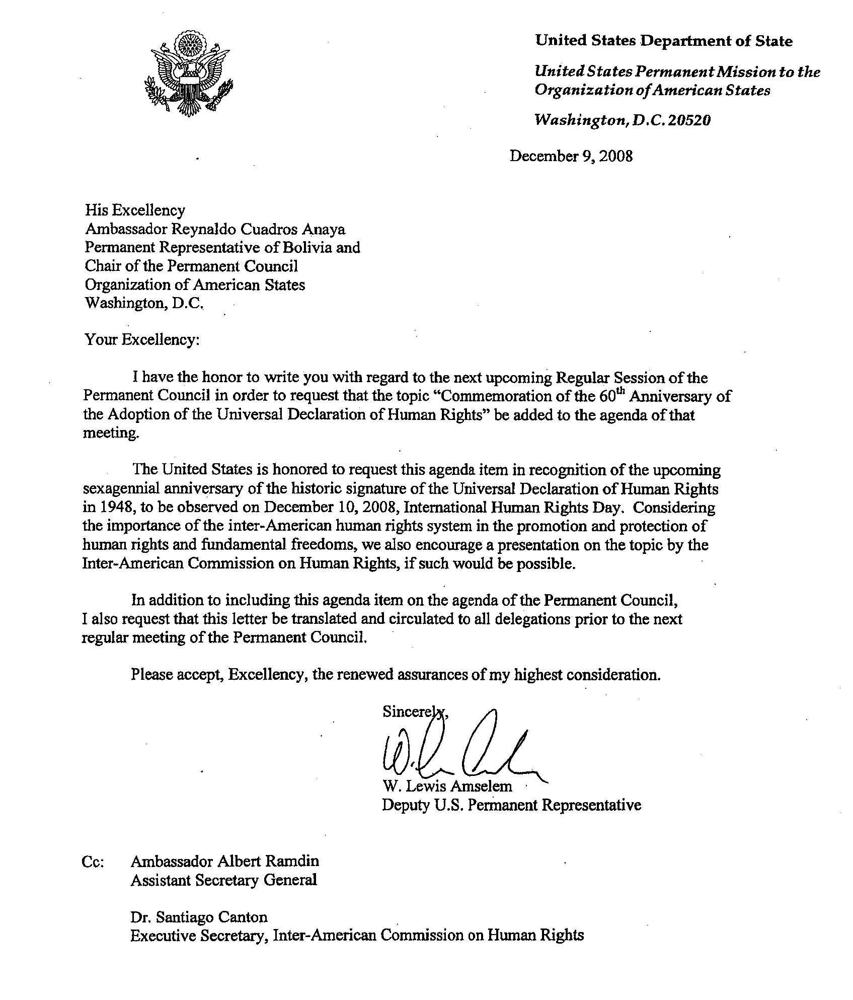 United States Department of State
United States Permanent Mission to the
Organization of American States
Washington, D.C. 20520
December 9, 2008
His Excellency
Ambassador Reynaldo Cuadros Anaya
Permanent Representative of Bolivia and
Chair of the Permanent Council
Organization of American States
Washington, D.C.
Your Excellency:
I have the honor to write you with regard to the next upcoming Regular Session of the
Permanent Council in order to request that the topic “Commemoration of the 60th Anniversary of
the Adoption of the Universal Declaration of Human Rights” be added to the agenda of that
meeting.
The United States is honored to request this agenda item in recognition of the upcoming
sexagennial anniversary of the historic signature of the Universal Declaration of Human Rights
in 1948, to be observed on December 10, 2008, International Human Rights Day.  Considering
the importance of the inter-American human rights system in the promotion and protection of
human rights and fundamental freedoms, we also encourage a presentation on the topic by the
Inter-American Commission on Human Rights, if such would be possible.
In addition to including this agenda item on the agenda of the Permanent Council,
I also request that this letter be translated and circulated to all delegations prior to the next
regular meeting of the Permanent Council.
Please accept, Excellency, the renewed assurances of my highest consideration.
Sincerely,
W. Lewis Amselem
Deputy U.S. Permanent Representative
Cc: Ambassador Albert Ramdin
Assistant Secretary General
Dr. Santiago Canton
Executive Secretary, Inter-American Commission on Human Rights